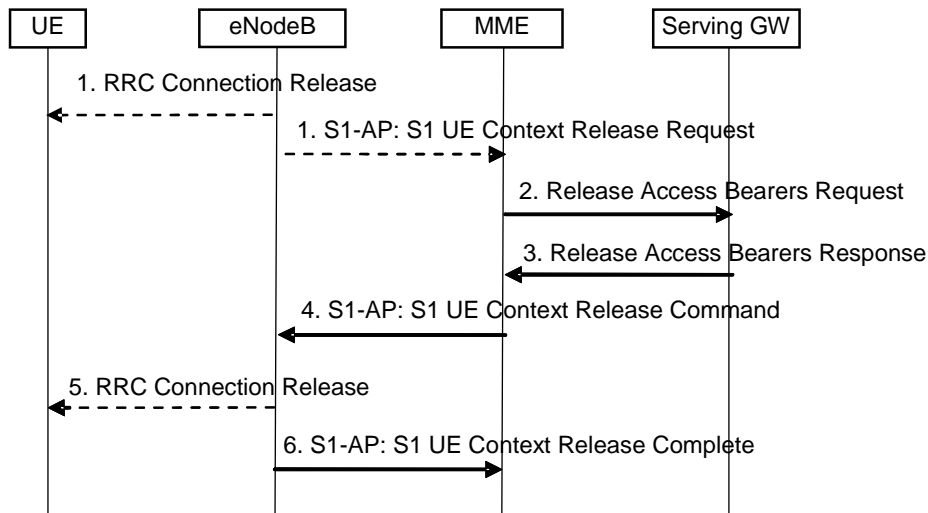 UE
eNodeB
MME
Serving GW
1. RRC Connection Release
1. S1-AP: S1 UE Context Release Request
2. Release Access Bearers Request
3. Release Access Bearers Response
4. S1-AP: S1 UE Context Release Command
5. RRC Connection Release
6. S1-AP: S1 UE Context Release Complete